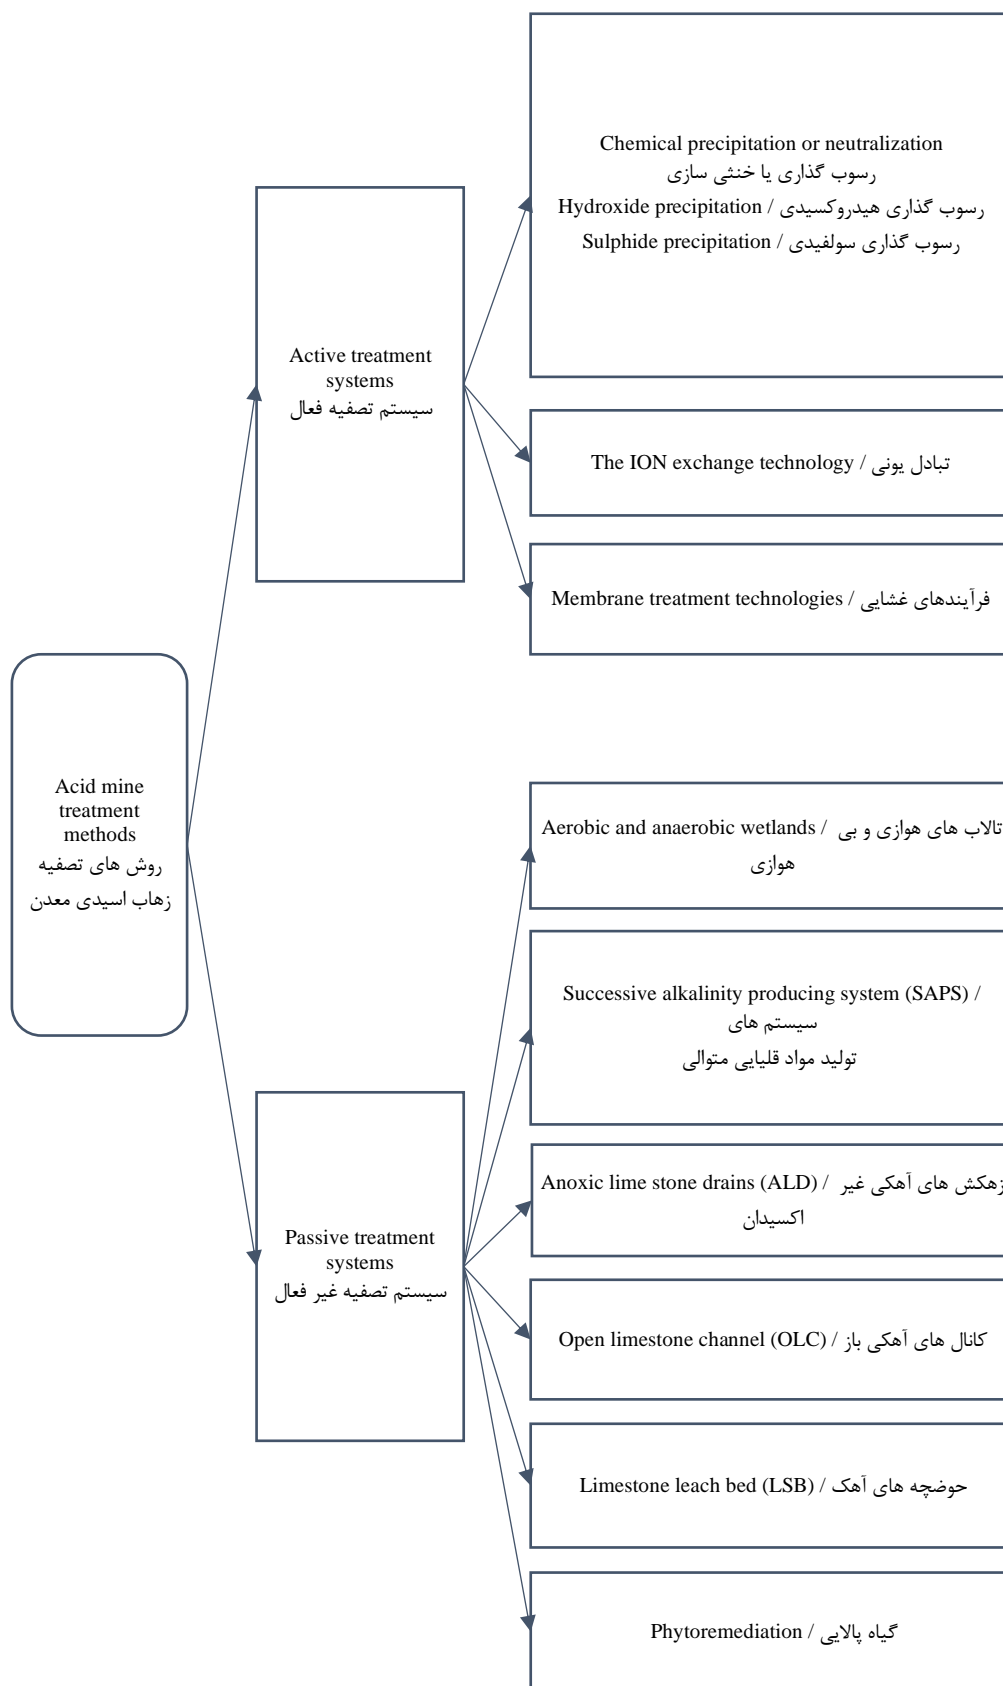 Chemical precipitation or neutralization
رسوب گذاری یا خنثی سازی
Hydroxide precipitation / رسوب گذاری هیدروکسیدی
Sulphide precipitation / رسوب گذاری سولفیدی
Active treatment
systems
سیستم تصفیه فعال
The ION exchange technology / تبادل یونی
Membrane treatment technologies / فرآیندهای غشایی
Acid mine
treatment
methods
روش های تصفیه
زهاب اسیدی معدن
Aerobic and anaerobic wetlands / تالاب های هوازی و بی
هوازی
Successive alkalinity producing system (SAPS) /
سیستم های
تولید مواد قلیایی متوالی
Passive treatment
systems
سیستم تصفیه غیر فعال
Anoxic lime stone drains (ALD) / زهکش های آهکی غیر
اکسیدان
Open limestone channel (OLC) / کانال های آهکی باز
Limestone leach bed (LSB) / حوضچه های آهک
Phytoremediation / گیاه پالایی